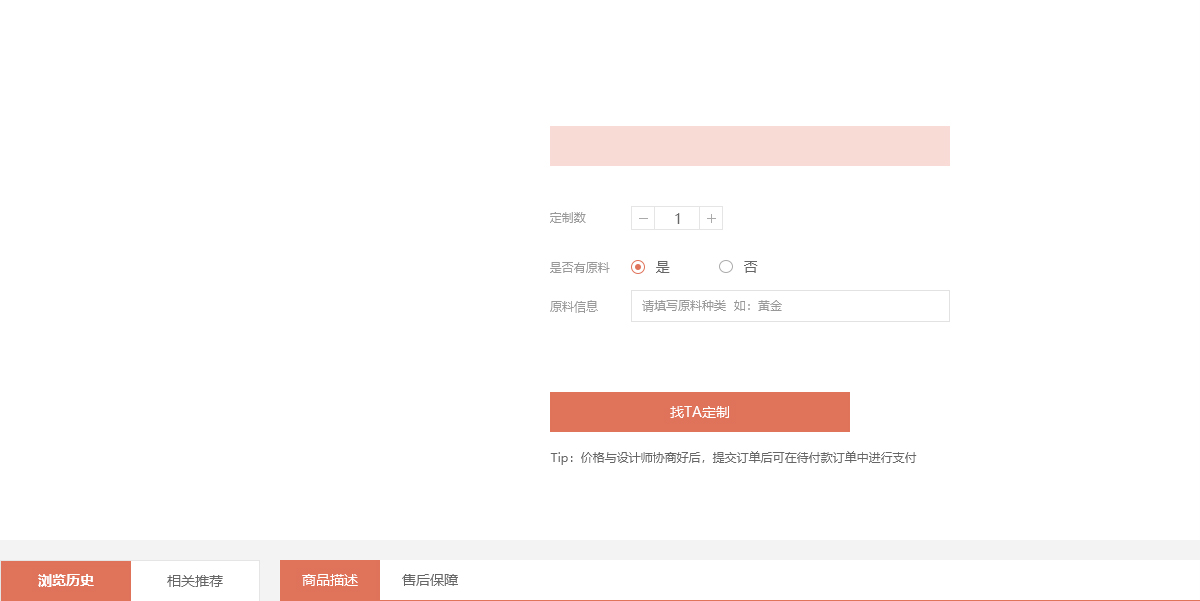 定制数 1
是否有原料 是 否
原料信息 请填写原料种类 如：黄金
找TA定制
Tip：价格与设计师协商好后，提交订单后可在待付款订单中进行支付
浏览历史 相关推荐 商品描述 售后保障